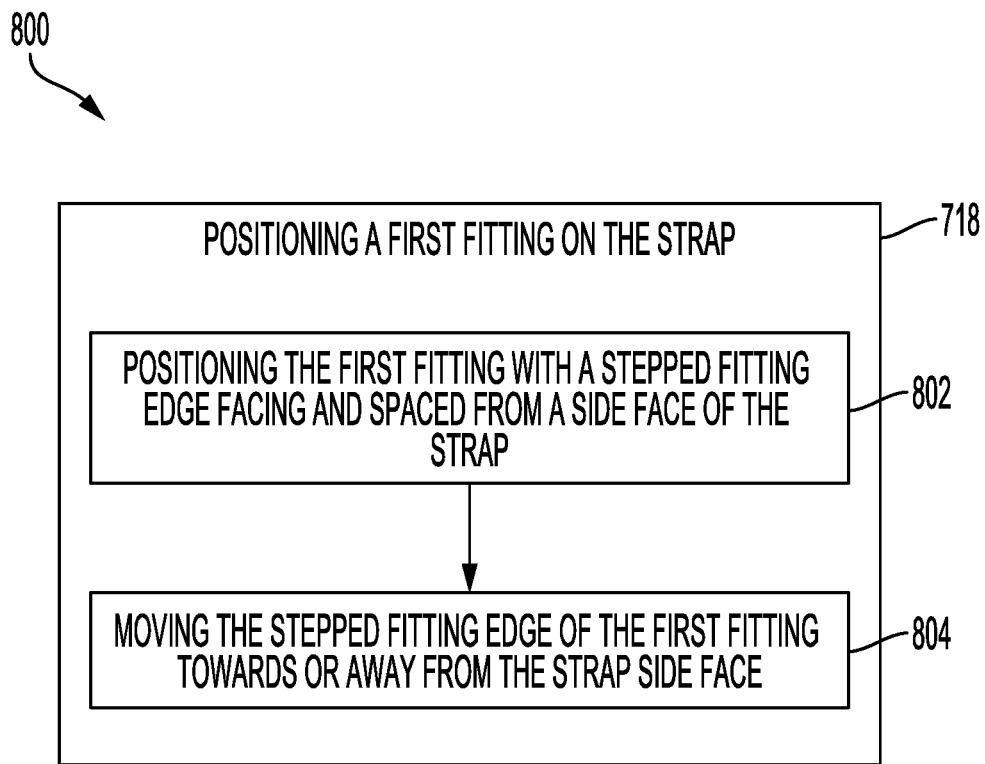 800
POSITIONING A FIRST FITTING ON THE STRAP
718
POSITIONING THE FIRST FITTING WITH A STEPPED FITTING
EDGE FACING AND SPACED FROM A SIDE FACE OF THE
STRAP
802
MOVING THE STEPPED FITTING EDGE OF THE FIRST FITTING
TOWARDS OR AWAY FROM THE STRAP SIDE FACE
804